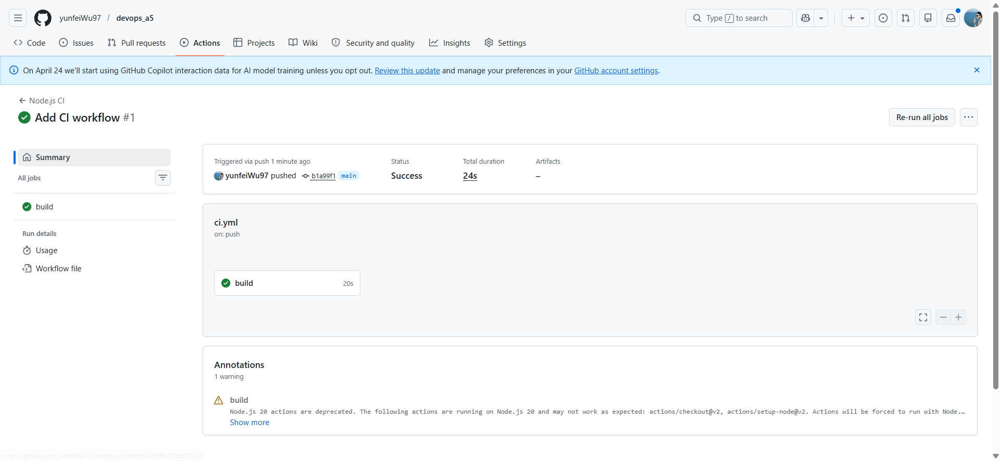 yunfeiWu97 / devops_a5
Type / to search
Code Issues Pull requests Actions Projects Wiki Security and quality Insights Settings
On April 24 we'll start using GitHub Copilot interaction data for AI model training unless you opt out. Review this update and manage your preferences in your GitHub account settings.
Node.js CI
Add CI workflow #1
Re-run all jobs
Summary
All jobs
build
Run details
Usage
Workflow file
Triggered via push 1 minute ago
yunfeiWu97 pushed b1a99f1 main
Status
Success
Total duration
24s
Artifacts
–
ci.yml
on: push
build 20s
Annotations
1 warning
build
Node.js 20 actions are deprecated. The following actions are running on Node.js 20 and may not work as expected: actions/checkout@v2, actions/setup-node@v2. Actions will be forced to run with Node.…
Show more
https://github.com/yunfeiWu97/devops_a5/commit/b1a99f173bd218c03